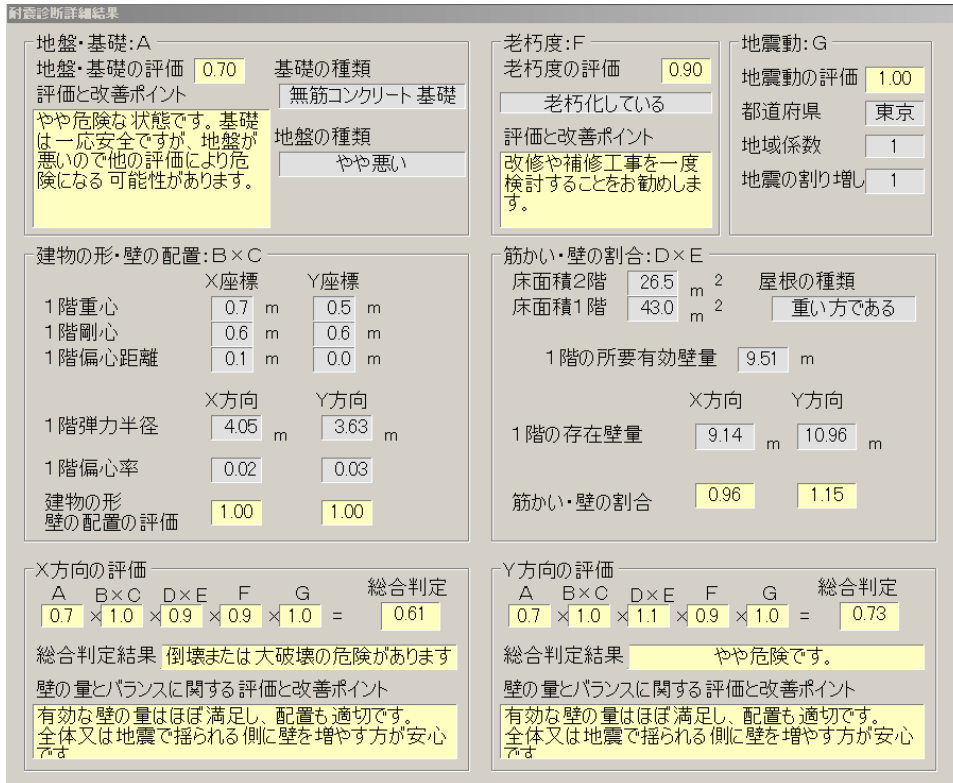 耐震診断詳細結果
地盤・基礎:A
地盤・基礎の評価 0.70 基礎の種類
評価と改善ポイント 無筋コンクリート基礎
やや危険な状態です。基礎
は一応安全ですが、地盤が
悪いので他の評価により危
険になる可能性があります。
地盤の種類
やや悪い
老朽度:F
老朽度の評価 0.90
老朽化している
評価と改善ポイント
改修や補修工事を一度
検討することをお勧めしま
す。
地震動:G
地震動の評価 1.00
都道府県 東京
地域係数 1
地震の割り増し 1
建物の形・壁の配置:B×C
X座標 Y座標
1階重心 0.7 m 0.5 m
1階剛心 0.6 m 0.6 m
1階偏心距離 0.1 m 0.0 m
X方向 Y方向
1階弾力半径 4.05 m 3.63 m
1階偏心率 0.02 0.03
建物の形
壁の配置の評価 1.00 1.00
筋かい・壁の割合:D×E
床面積2階 26.5 m 2 屋根の種類
床面積1階 43.0 m 2 重い方である
1階の所要有効壁量 9.51 m
X方向 Y方向
1階の存在壁量 9.14 m 10.96 m
筋かい・壁の割合 0.96 1.15
X方向の評価
A B×C D×E F G 総合判定
0.7 ×1.0 ×0.9 ×0.9 ×1.0 = 0.61
総合判定結果 倒壊または大破壊の危険があります
壁の量とバランスに関する評価と改善ポイント
有効な壁の量はほぼ満足し、配置も適切です。
全体又は地震で揺られる側に壁を増やす方が安心
です
Y方向の評価
A B×C D×E F G 総合判定
0.7 ×1.0 ×1.1 ×0.9 ×1.0 = 0.73
総合判定結果 やや危険です。
壁の量とバランスに関する評価と改善ポイント
有効な壁の量はほぼ満足し、配置も適切です。
全体又は地震で揺られる側に壁を増やす方が安心
です